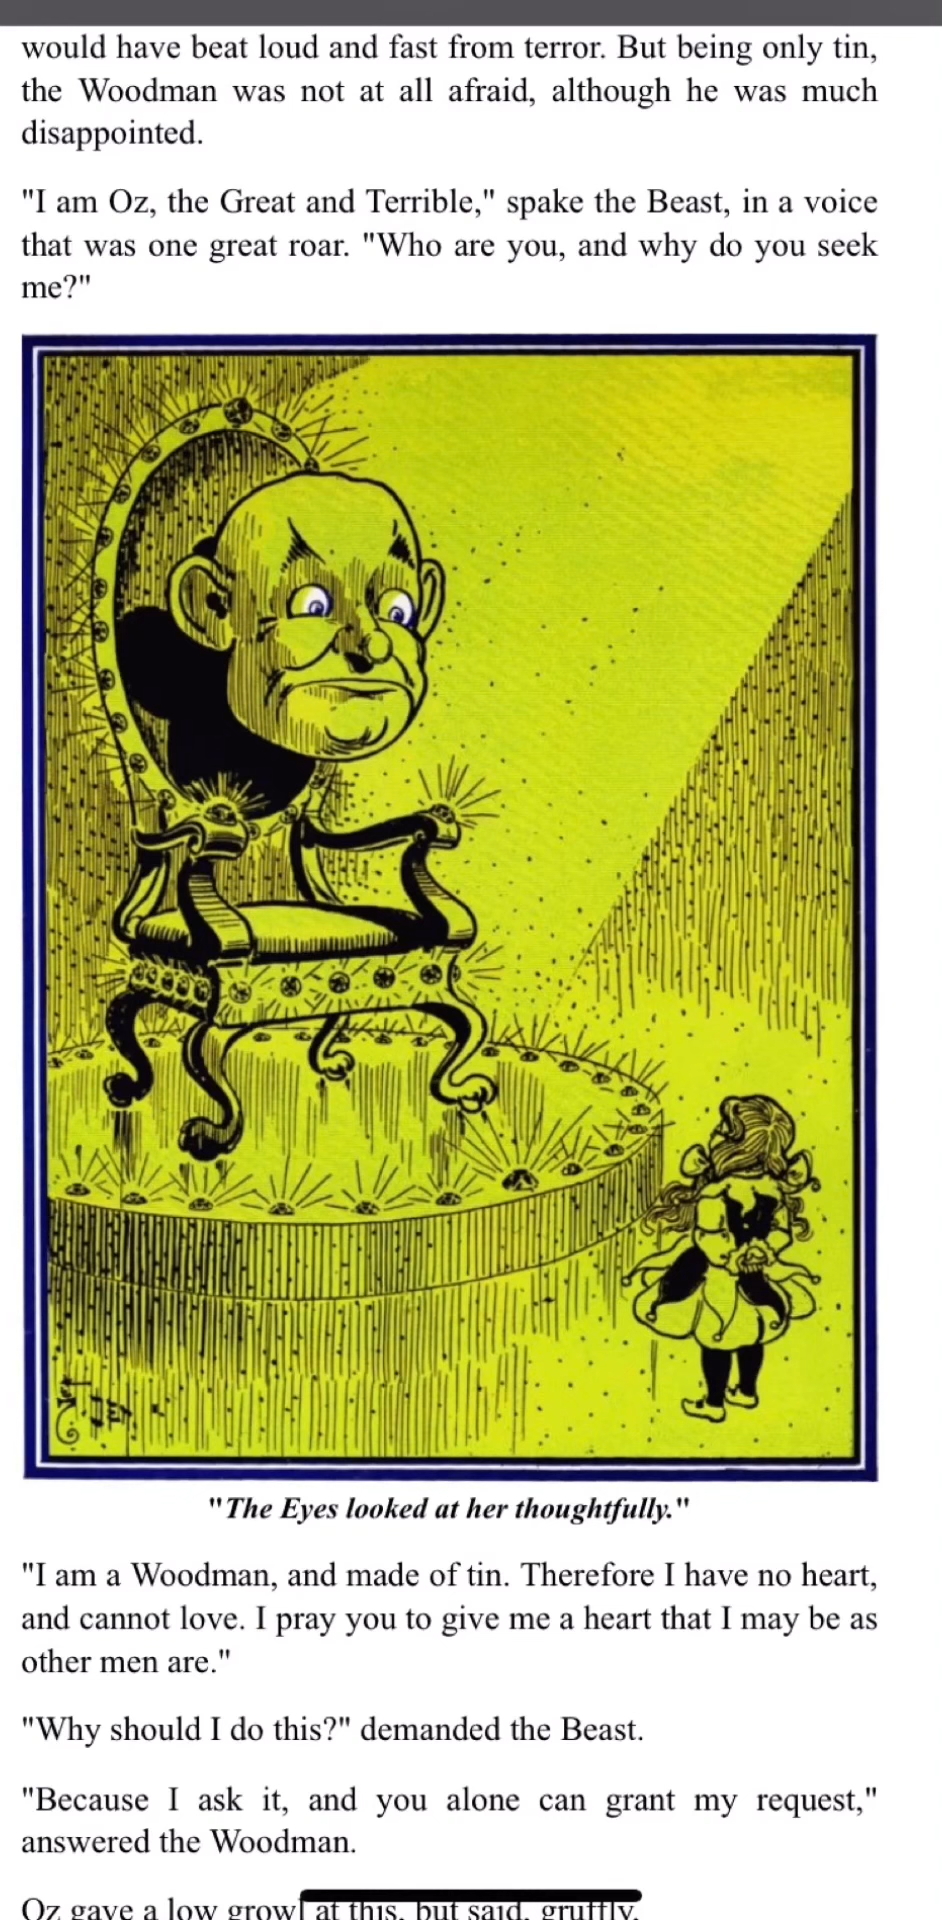 would have beat loud and fast from terror. But being only tin,
the Woodman was not at all afraid, although he was much
disappointed.
"I am Oz, the Great and Terrible," spake the Beast, in a voice
that was one great roar. "Who are you, and why do you seek
me?"
"The Eyes looked at her thoughtfully."
"I am a Woodman, and made of tin. Therefore I have no heart,
and cannot love. I pray you to give me a heart that I may be as
other men are."
"Why should I do this?" demanded the Beast.
"Because I ask it, and you alone can grant my request,"
answered the Woodman.
Oz gave a low growl at this, but said, gruffly,